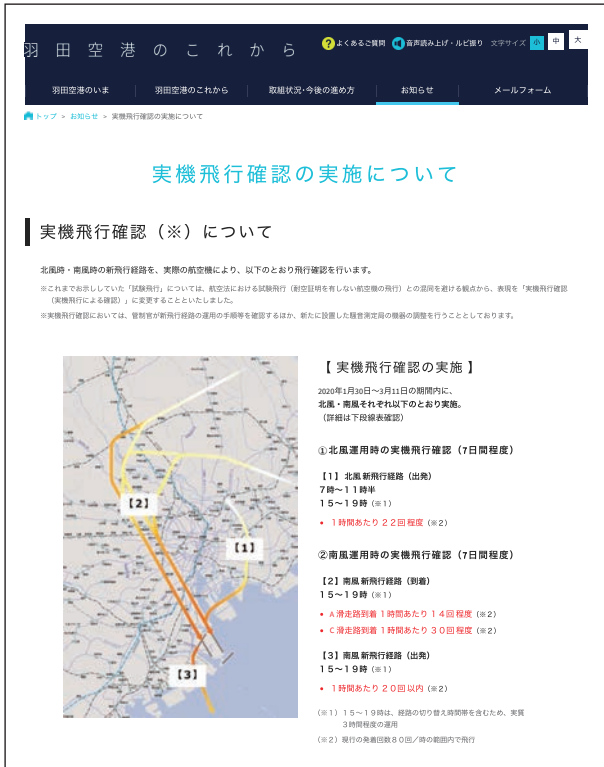 羽田空港のこれから
?よくあるご質問 音声読み上げ・ルビ振り 文字サイズ 小 中 大
羽田空港のいま 羽田空港のこれから 取組状況・今後の進め方 お知らせ メールフォーム
トップ > お知らせ > 実機飛行確認の実施について
実機飛行確認の実施について
実機飛行確認（※）について
北風時・南風時の新飛行経路を、実際の航空機により、以下のとおり飛行確認を行います。
※これまでお示ししていた「試験飛行」については、航空法における試験飛行（耐空証明を有しない航空機の飛行）との混同を避ける観点から、表現を「実機飛行確認
（実飛行による確認）」に変更することといたしました。
※実機飛行確認においては、管制官が新飛行経路の運用の手順等を確認するほか、新たに設置した騒音測定局の機器の調整を行うこととしております。
【2】
【1】
【3】
【 実機飛行確認の実施 】
2020年1月30日～3月11日の期間内に、
北風・南風それぞれ以下のとおり実施。
（詳細は下段線表確認）
①北風運用時の実機飛行確認（7日間程度）
【1】北風新飛行経路（出発）
7時～11時半
15～19時（※1）
• 1時間あたり22回程度（※2）
②南風運用時の実機飛行確認（7日間程度）
【2】南風新飛行経路（到着）
15～19時（※1）
• A滑走路到着1時間あたり14回程度（※2）
• C滑走路到着1時間あたり30回程度（※2）
【3】南風新飛行経路（出発）
15～19時（※1）
• 1時間あたり20回以内（※2）
（※1）15～19時は、経路の切り替え時間帯を含むため、実質
3時間程度の運用
（※2）現行の発着回数80回／時の範囲内で飛行